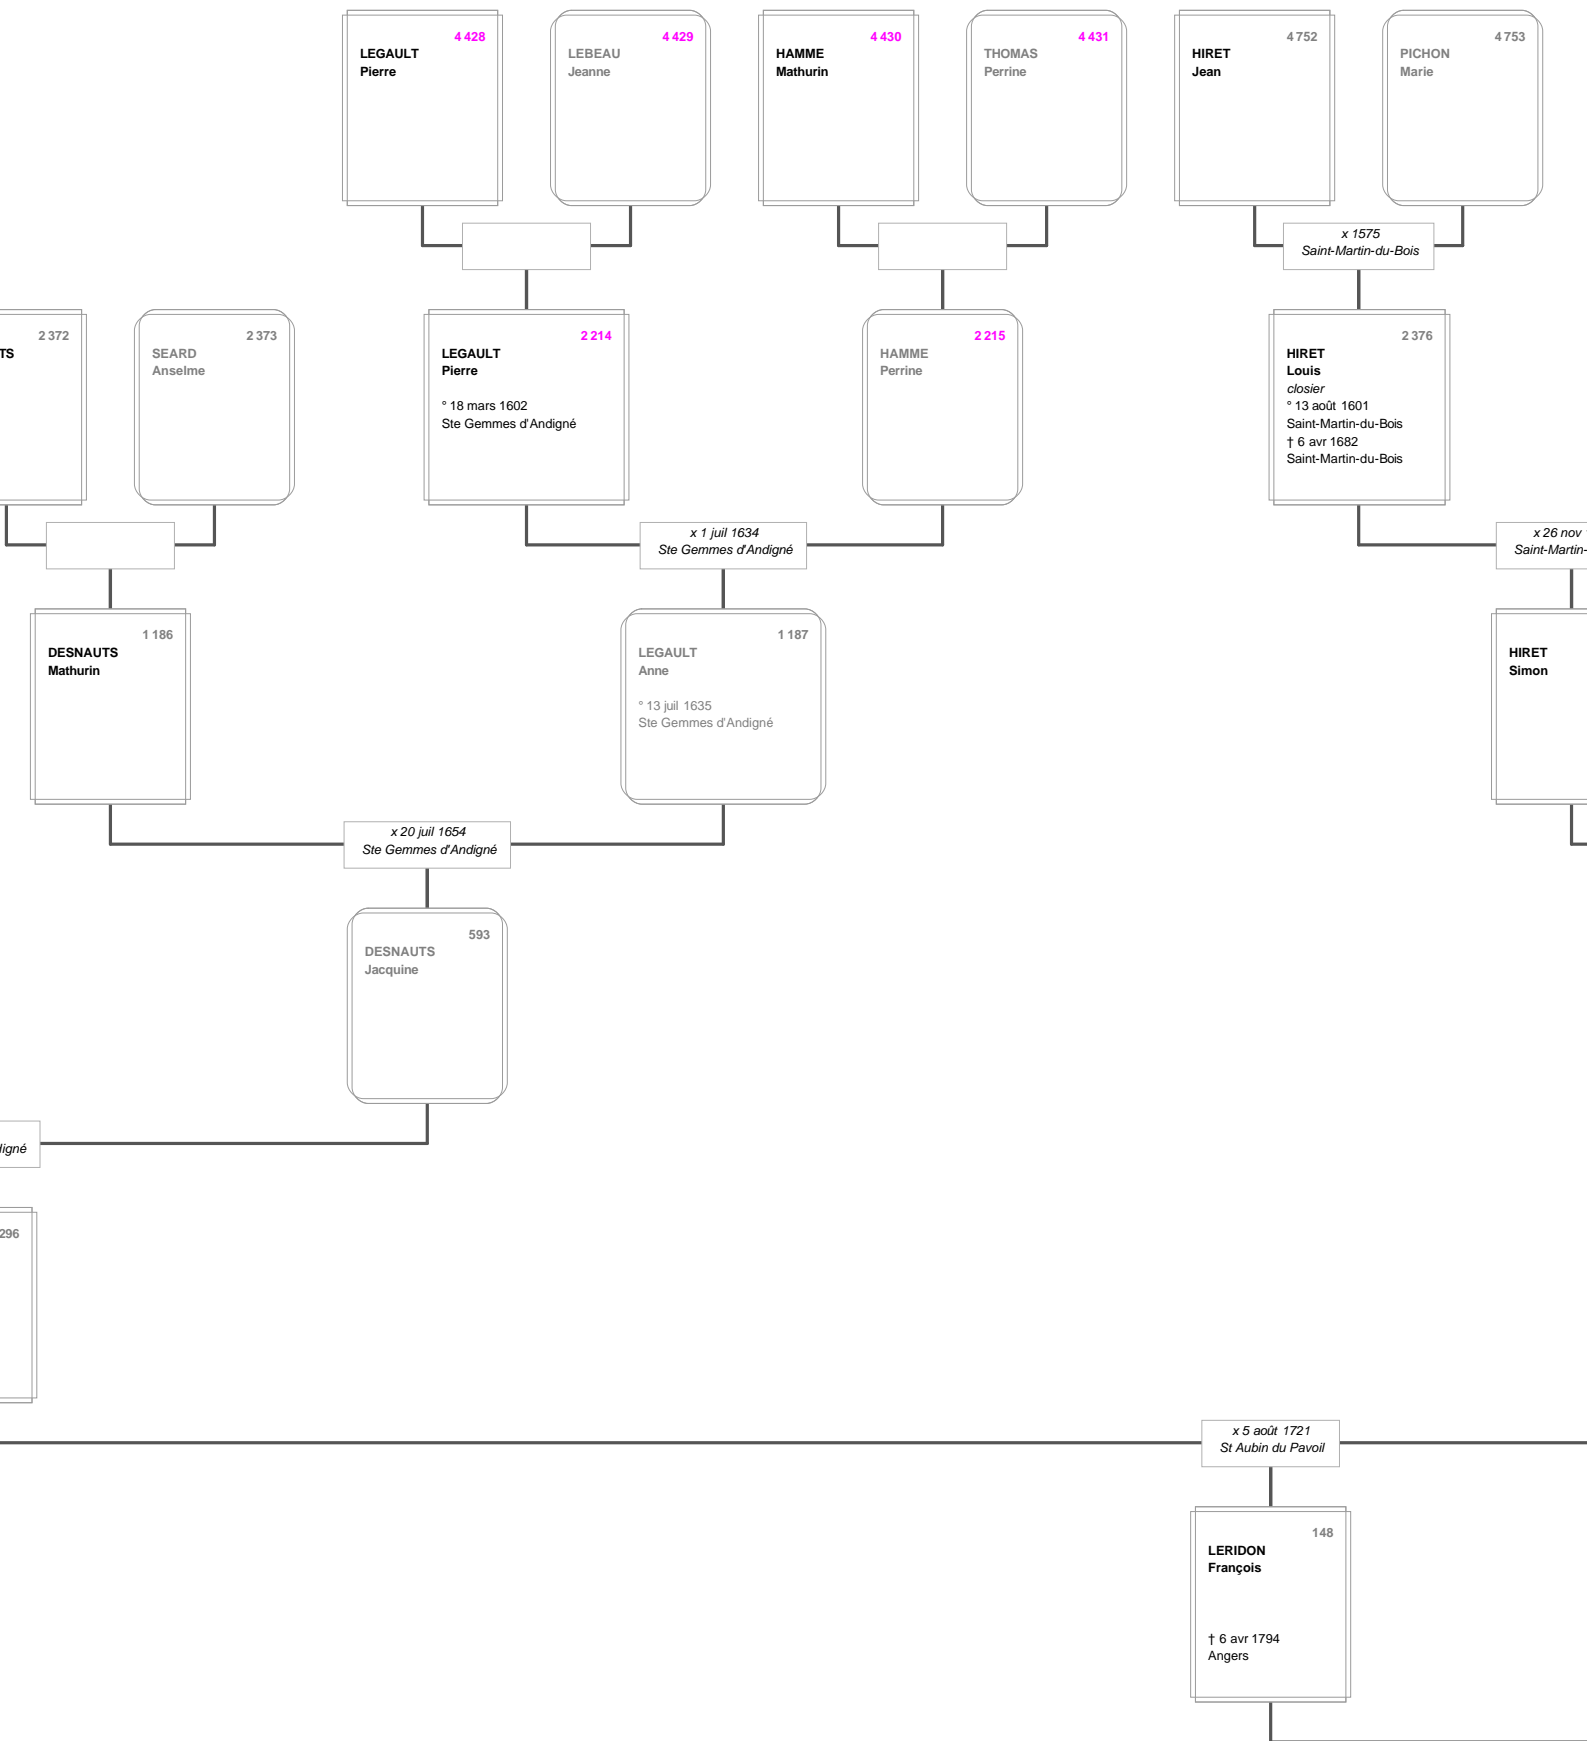 4 428
LEGAULT
Pierre
4 429
LEBEAU
Jeanne
4 430
HAMME
Mathurin
4 431
THOMAS
Perrine
4 752
HIRET
Jean
4 753
PICHON
Marie
x 1575
Saint-Martin-du-Bois
2 372
TS
2 373
SEARD
Anselme
2 214
LEGAULT
Pierre
° 18 mars 1602
Ste Gemmes d'Andigné
2 215
HAMME
Perrine
2 376
HIRET
Louis
closier
° 13 août 1601
Saint-Martin-du-Bois
† 6 avr 1682
Saint-Martin-du-Bois
x 1 juil 1634
Ste Gemmes d'Andigné
x 26 nov
Saint-Martin-
1 186
DESNAUTS
Mathurin
1 187
LEGAULT
Anne
° 13 juil 1635
Ste Gemmes d'Andigné
HIRET
Simon
x 20 juil 1654
Ste Gemmes d'Andigné
593
DESNAUTS
Jacquine
igné
296
x 5 août 1721
St Aubin du Pavoil
148
LERIDON
François
† 6 avr 1794
Angers